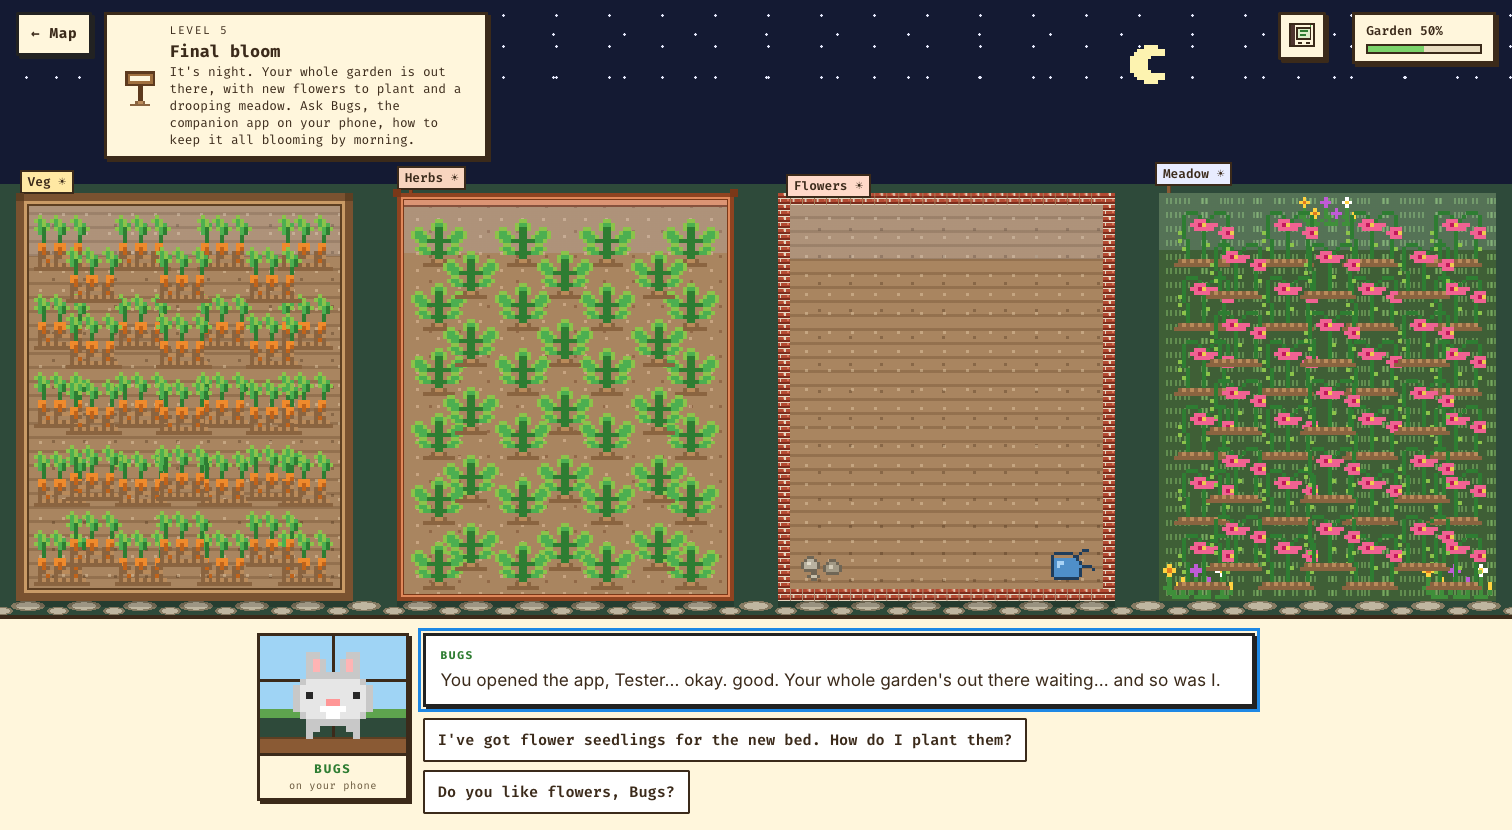 ← Map
LEVEL 5
Final bloom
It's night. Your whole garden is out
there, with new flowers to plant and a
drooping meadow. Ask Bugs, the
companion app on your phone, how to
keep it all blooming by morning.
Garden 50%
Veg ☀
Herbs ☀
Flowers ☀
Meadow ☀
BUGS
on your phone
BUGS
You opened the app, Tester... okay. good. Your whole garden's out there waiting... and so was I.
I've got flower seedlings for the new bed. How do I plant them?
Do you like flowers, Bugs?